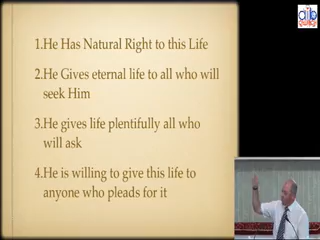 1.He Has Natural Right to this Life
2.He Gives eternal life to all who will
seek Him
3.He gives life plentifully all who
will ask
4.He is willing to give this life to
anyone who pleads for it